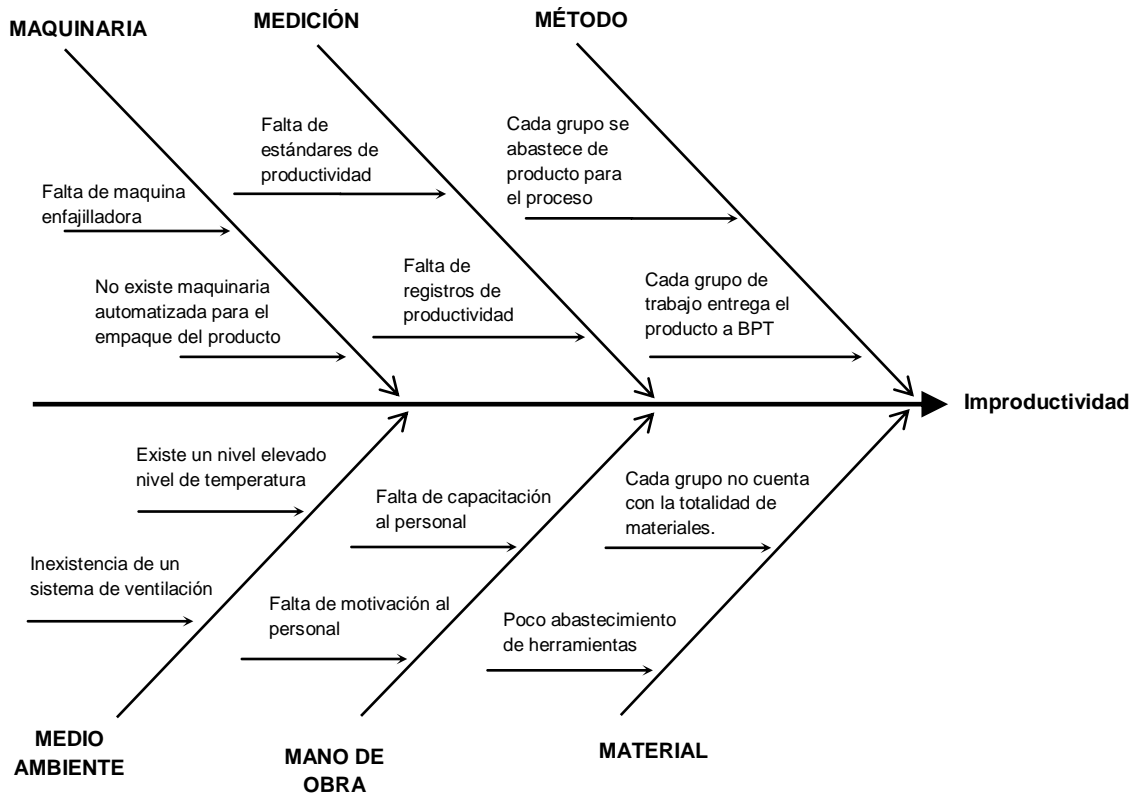 MAQUINARIA
MEDICIÓN
MÉTODO
Falta de
estándares de
productividad
Cada grupo se
abastece de
producto para
el proceso
Falta de maquina
enfajilladora
Falta de
registros de
productividad
Cada grupo de
trabajo entrega el
producto a BPT
No existe maquinaria
automatizada para el
empaque del producto
Improductividad
Existe un nivel elevado
nivel de temperatura
Falta de capacitación
al personal
Cada grupo no cuenta
con la totalidad de
materiales.
Inexistencia de un
sistema de ventilación
Falta de motivación al
personal
Poco abastecimiento
de herramientas
MEDIO
AMBIENTE
MANO DE
OBRA
MATERIAL